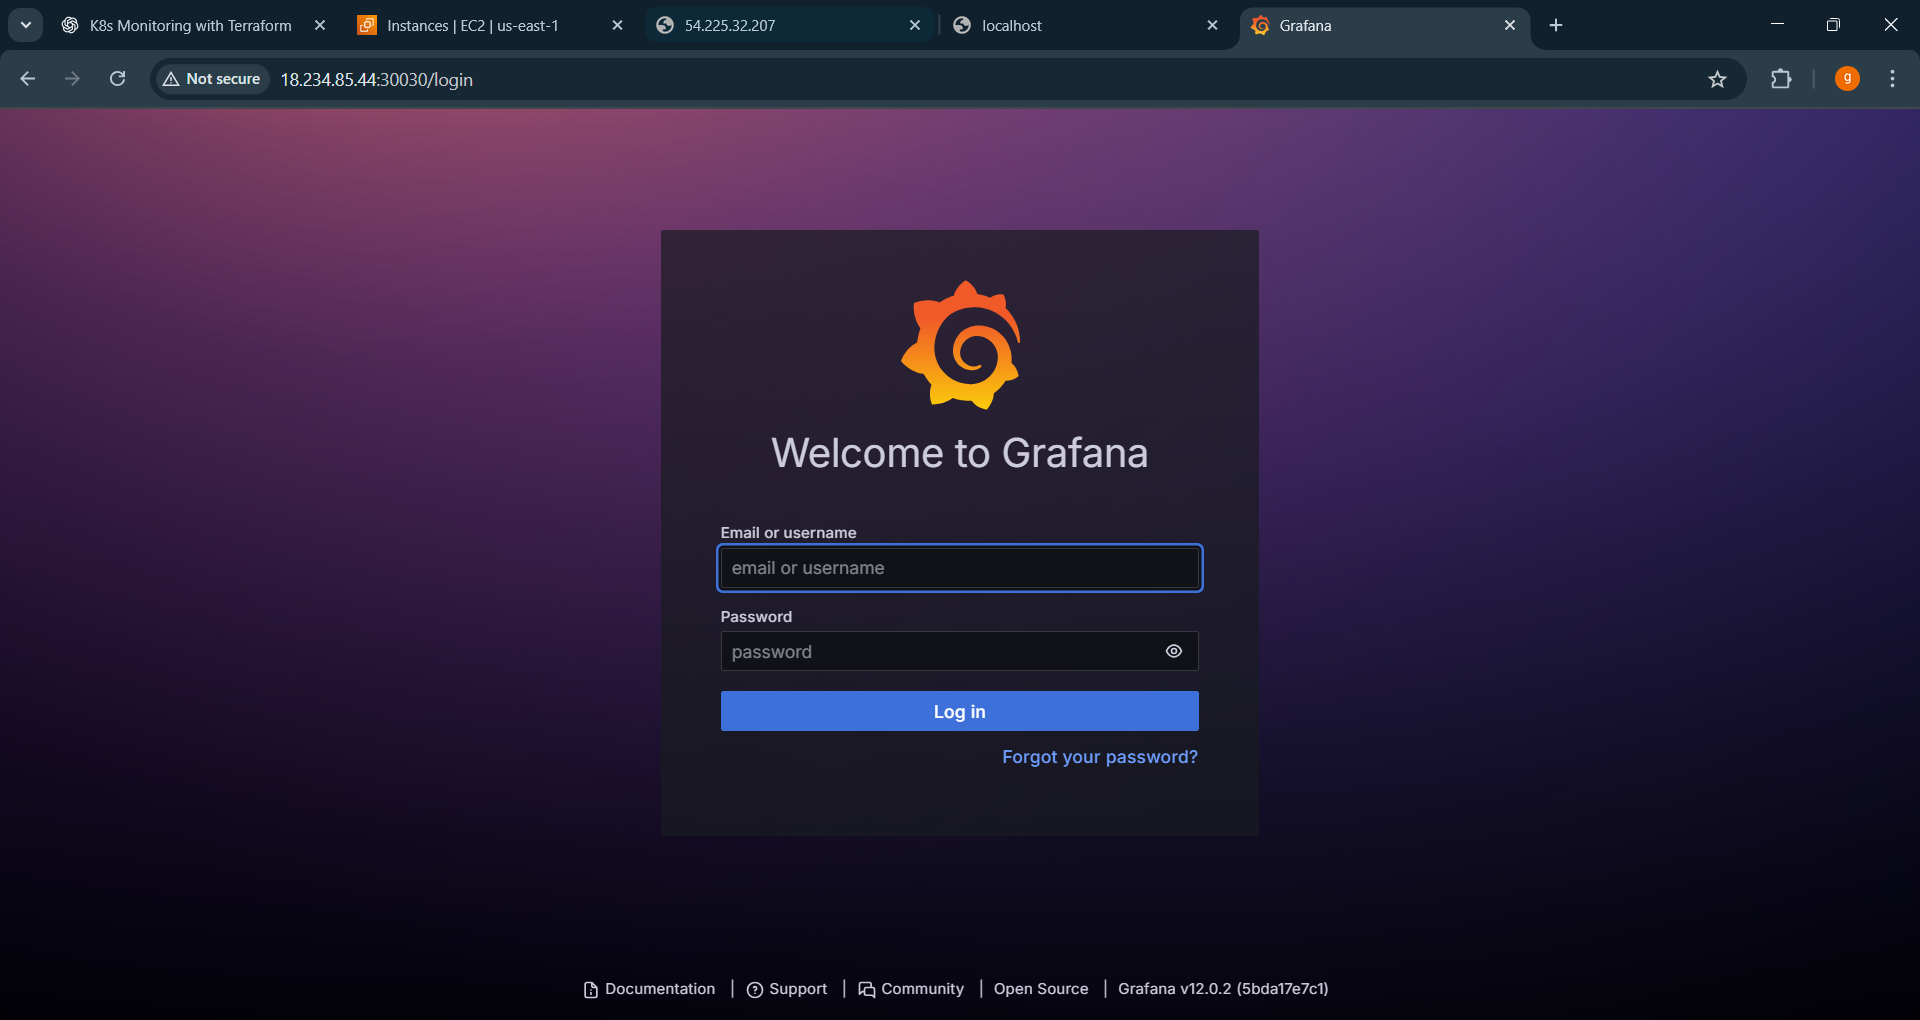 K8s Monitoring with Terraform
Instances | EC2 | us-east-1
54.225.32.207
localhost
Grafana
Not secure
18.234.85.44:30030/login
g
Welcome to Grafana
Email or username
email or username
Password
password
Log in
Forgot your password?
Documentation | Support | Community | Open Source | Grafana v12.0.2 (5bda17e7c1)